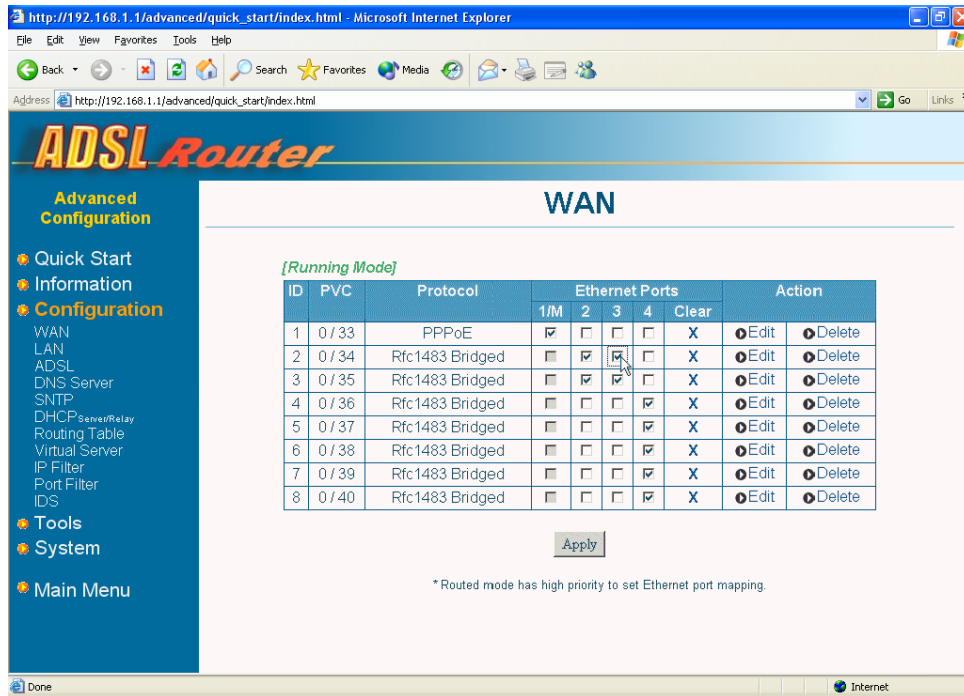 http://192.168.1.1/advanced/quick_start/index.html - Microsoft Internet Explorer
File Edit View Favorites Tools Help
Back Search Favorites Media
Address http://192.168.1.1/advanced/quick_start/index.html Go Links
ADSL Router
Advanced
Configuration
Quick Start
Information
Configuration
WAN
LAN
ADSL
DNS Server
SNTP
DHCP Server/Relay
Routing Table
Virtual Server
IP Filter
Port Filter
IDS
Tools
System
Main Menu
WAN
[Running Mode]
ID PVC Protocol Ethernet Ports Action
1/M 2 3 4 Clear
1 0 / 33 PPPoE X Edit Delete
2 0 / 34 Rfc1483 Bridged X Edit Delete
3 0 / 35 Rfc1483 Bridged X Edit Delete
4 0 / 36 Rfc1483 Bridged X Edit Delete
5 0 / 37 Rfc1483 Bridged X Edit Delete
6 0 / 38 Rfc1483 Bridged X Edit Delete
7 0 / 39 Rfc1483 Bridged X Edit Delete
8 0 / 40 Rfc1483 Bridged X Edit Delete
Apply
* Routed mode has high priority to set Ethernet port mapping.
Done Internet